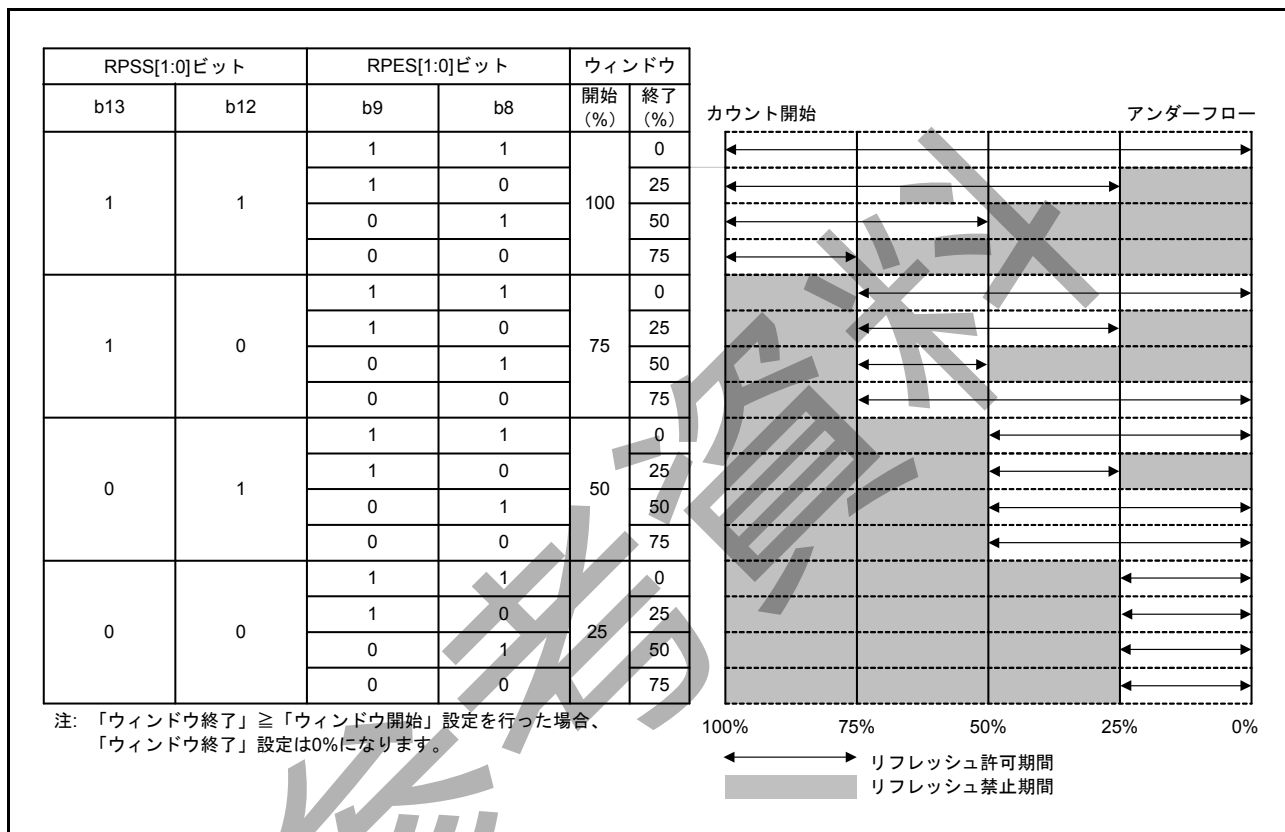 RPSS[1:0]ビット RPES[1:0]ビット ウィンドウ
b13 b12 b9 b8 開始（%） 終了（%）
カウント開始 アンダーフロー
1 1 1 1 100 0
1 0 25
0 1 50
0 0 75
1 0 1 1 75 0
1 0 25
0 1 50
0 0 75
0 1 1 1 50 0
1 0 25
0 1 50
0 0 75
0 0 1 1 25 0
1 0 25
0 1 50
0 0 75
注: 「ウィンドウ終了」≧「ウィンドウ開始」設定を行った場合、
「ウィンドウ終了」設定は0%になります。
100% 75% 50% 25% 0%
リフレッシュ許可期間
リフレッシュ禁止期間
参考資料